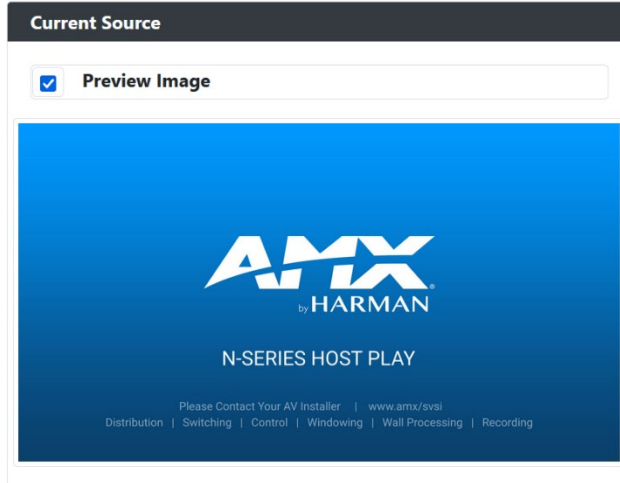 Current Source
Preview Image
AMX
by HARMAN
N-SERIES HOST PLAY
Please Contact Your AV Installer | www.amx/svsi
Distribution | Switching | Control | Windowing | Wall Processing | Recording